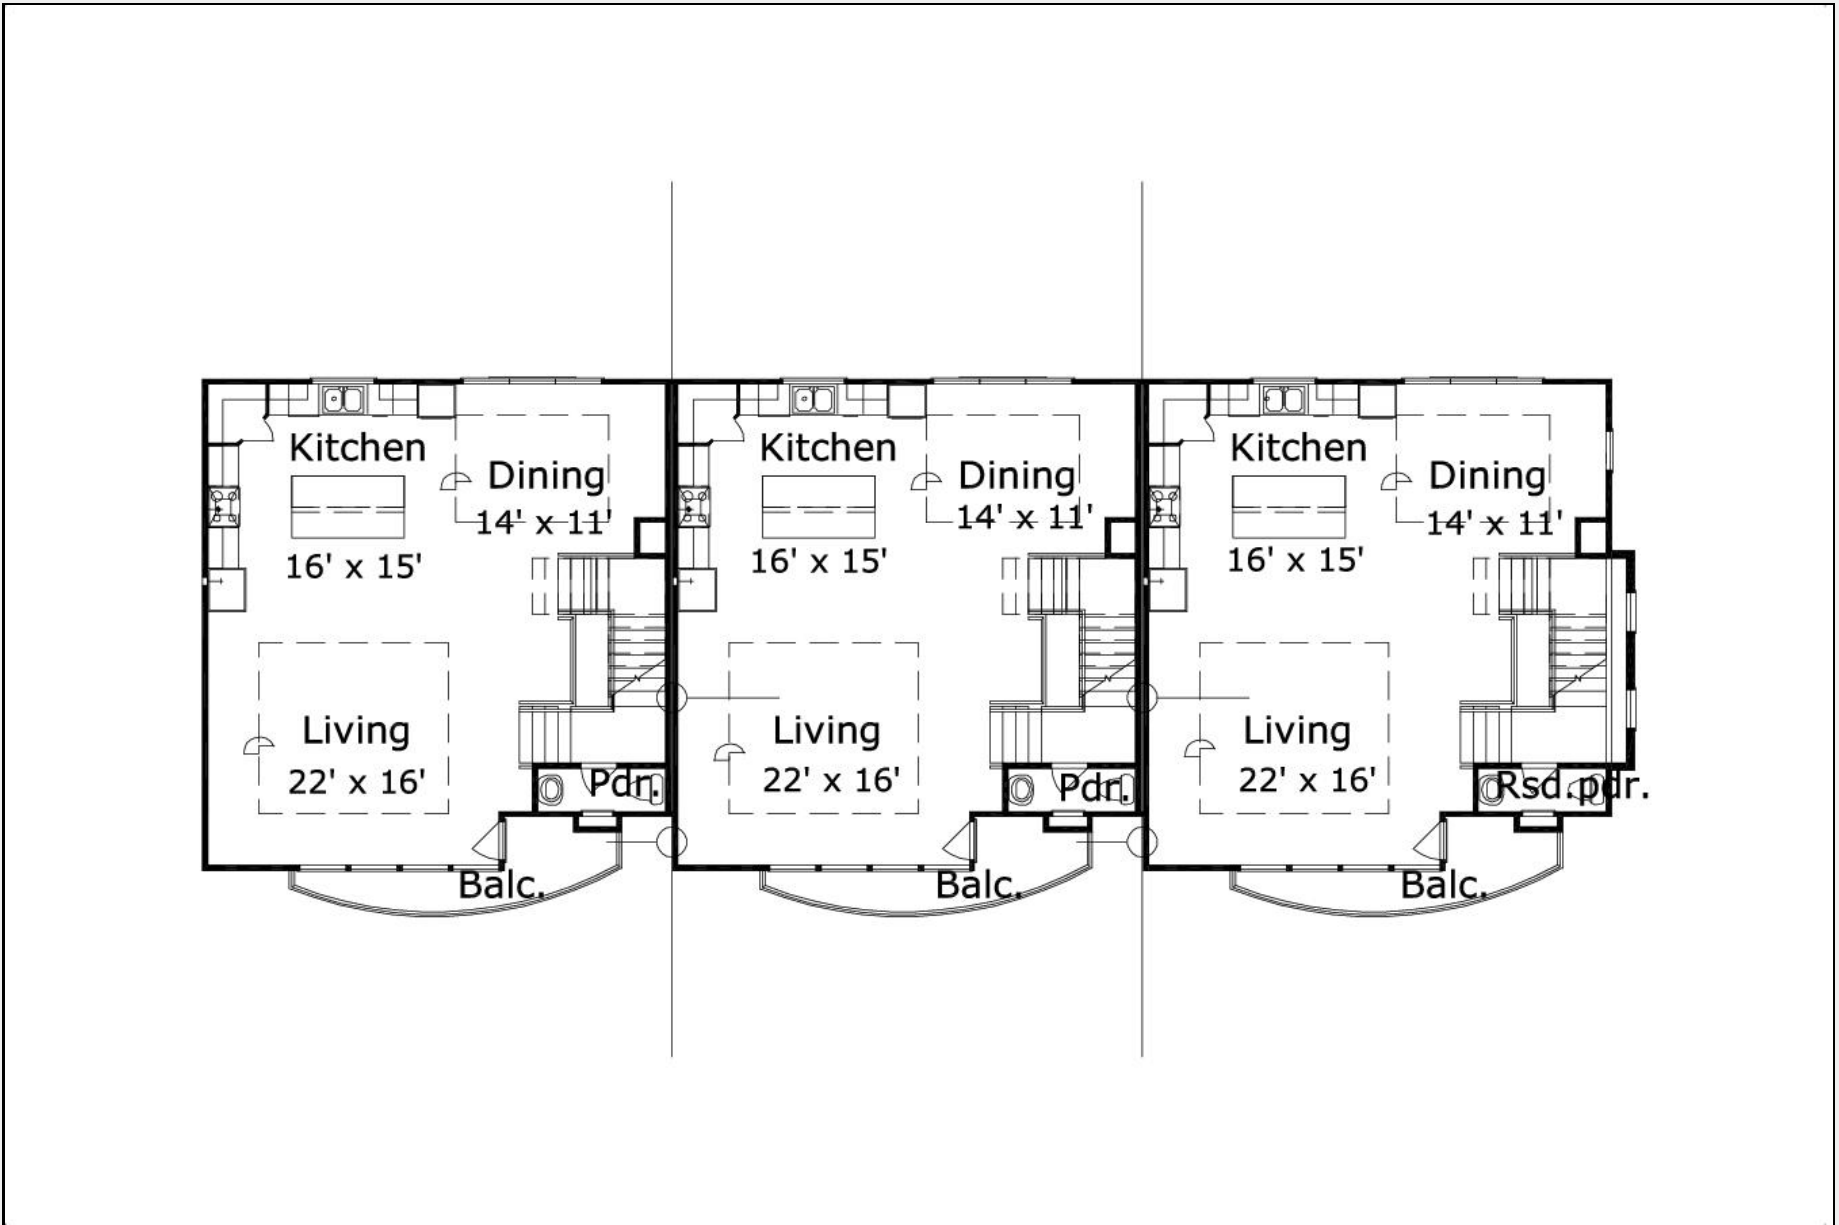 Kitchen
Dining
14' x 11'
16' x 15'
Living
22' x 16'
Pdr.
Balc.
Kitchen
Dining
14' x 11'
16' x 15'
Living
22' x 16'
Pdr.
Balc.
Kitchen
Dining
14' x 11'
16' x 15'
Living
22' x 16'
Rsd.pdr.
Balc.